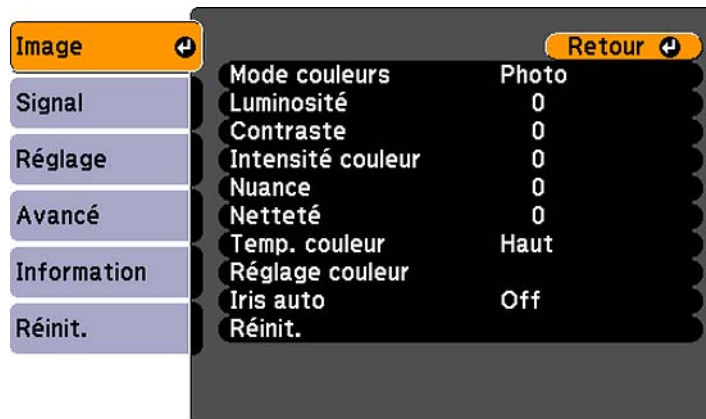 Image
Signal
Réglage
Avancé
Information
Réinit.
Retour
Mode couleurs Photo
Luminosité 0
Contraste 0
Intensité couleur 0
Nuance 0
Netteté 0
Temp. couleur Haut
Réglage couleur
Iris auto Off
Réinit.